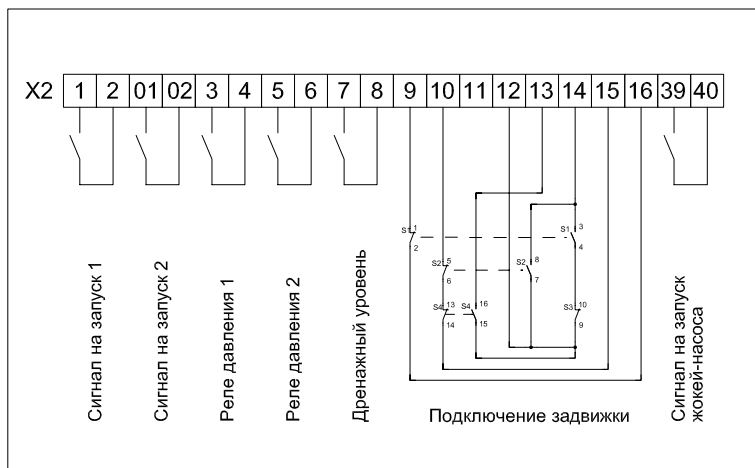 X2 1 2 01 02 3 4 5 6 7 8 9 10 11 12 13 14 15 16 39 40
S1 1 2
S1 3 4
S2 5 6
S2 8 7
S4 13 14
S4 16 15
S3 10 9
Сигнал на запуск 1
Сигнал на запуск 2
Реле давления 1
Реле давления 2
Дренажный уровень
Подключение задвижки
Сигнал на запуск
жокей-насоса